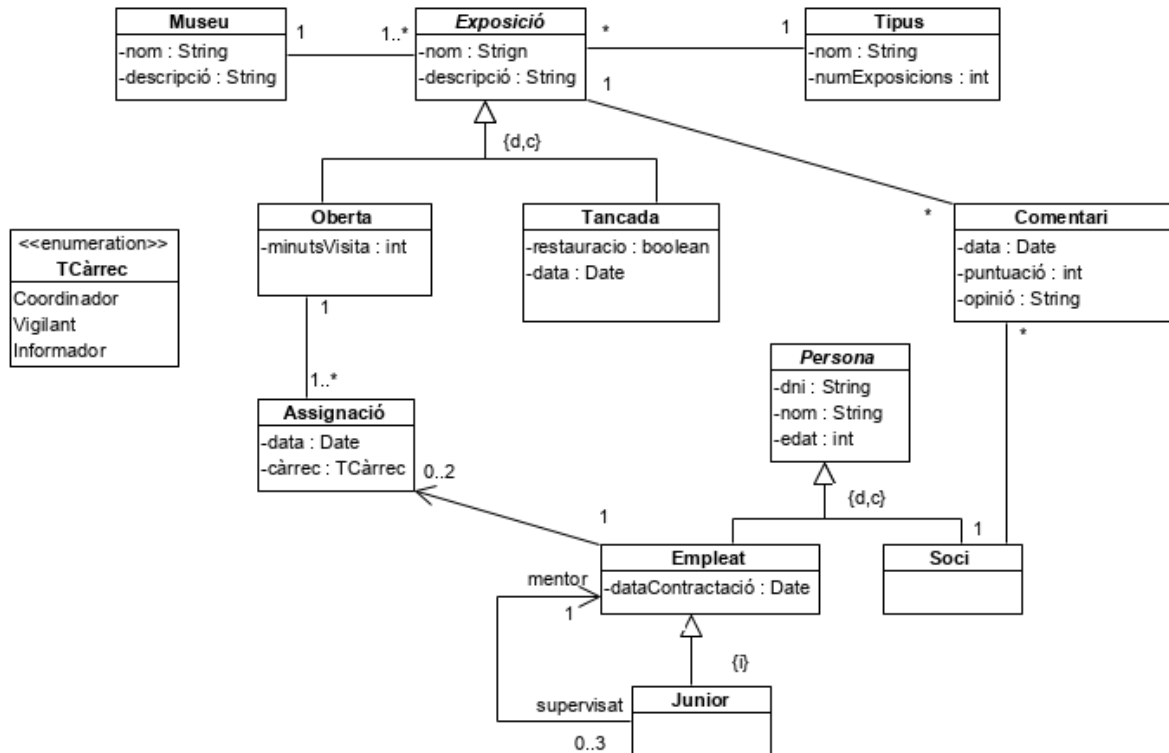 Museu
-nom : String
-descripció : String
1
1..*
Exposició
-nom : Strign
-descripció : String
*
1
Tipus
-nom : String
-numExposicions : int
1
{d,c}
Oberta
-minutsVisita : int
Tancada
-restauracio : boolean
-data : Date
*
Comentari
-data : Date
-puntuació : int
-opinió : String
<<enumeration>>
TCàrrec
Coordinador
Vigilant
Informador
1
*
1..*
Persona
-dni : String
-nom : String
-edat : int
Assignació
-data : Date
-càrrec : TCàrrec
0..2
{d,c}
1
1
Empleat
-dataContractació : Date
Soci
mentor
1
{i}
supervisat
0..3
Junior